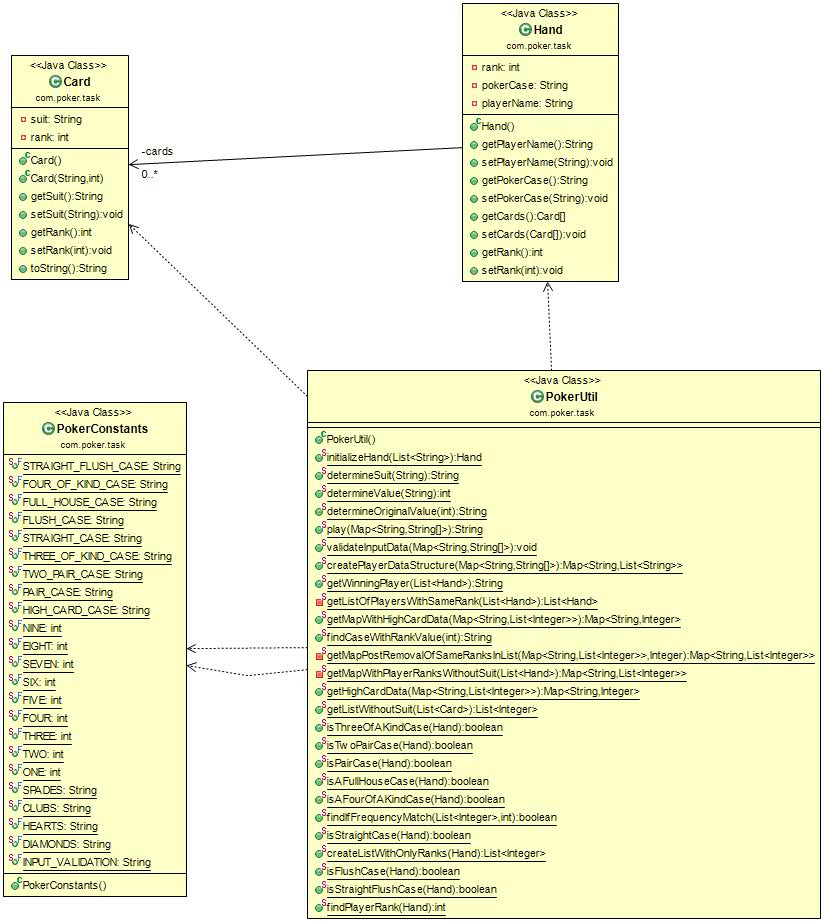 <<Java Class>>
Card
com.poker.task
suit: String
rank: int
Card()
Card(String,int)
getSuit():String
setSuit(String):void
getRank():int
setRank(int):void
toString():String
-cards
0..*
<<Java Class>>
Hand
com.poker.task
rank: int
pokerCase: String
playerName: String
Hand()
getPlayerName():String
setPlayerName(String):void
getPokerCase():String
setPokerCase(String):void
getCards():Card[]
setCards(Card[]):void
getRank():int
setRank(int):void
<<Java Class>>
PokerConstants
com.poker.task
STRAIGHT_FLUSH_CASE: String
FOUR_OF_KIND_CASE: String
FULL_HOUSE_CASE: String
FLUSH_CASE: String
STRAIGHT_CASE: String
THREE_OF_KIND_CASE: String
TWO_PAIR_CASE: String
PAIR_CASE: String
HIGH_CARD_CASE: String
NINE: int
EIGHT: int
SEVEN: int
SIX: int
FIVE: int
FOUR: int
THREE: int
TWO: int
ONE: int
SPADES: String
CLUBS: String
HEARTS: String
DIAMONDS: String
INPUT_VALIDATION: String
PokerConstants()
<<Java Class>>
PokerUtil
com.poker.task
PokerUtil()
initializeHand(List<String>):Hand
determineSuit(String):String
determineValue(String):int
determineOriginalValue(int):String
play(Map<String,String[]>):String
validateInputData(Map<String,String[]>):void
createPlayerDataStructure(Map<String,String[]>):Map<String,List<String>>
getWinningPlayer(List<Hand>):String
getListOfPlayersWithSameRank(List<Hand>):List<Hand>
getMapWithHighCardData(Map<String,List<Integer>>):Map<String,Integer>
findCaseWithRankValue(int):String
getMapPostRemovalOfSameRanksInList(Map<String,List<Integer>>,Integer):Map<String,List<Integer>>
getMapWithPlayerRanksWithoutSuit(List<Hand>):Map<String,List<Integer>>
getHighCardData(Map<String,List<Integer>>):Map<String,Integer>
getListWithoutSuit(List<Card>):List<Integer>
isThreeOfAKindCase(Hand):boolean
isTwoPairCase(Hand):boolean
isPairCase(Hand):boolean
isAFullHouseCase(Hand):boolean
isAFourOfAKindCase(Hand):boolean
findIfFrequencyMatch(List<Integer>,int):boolean
isStraightCase(Hand):boolean
createListWithOnlyRanks(Hand):List<Integer>
isFlushCase(Hand):boolean
isStraightFlushCase(Hand):boolean
findPlayerRank(Hand):int